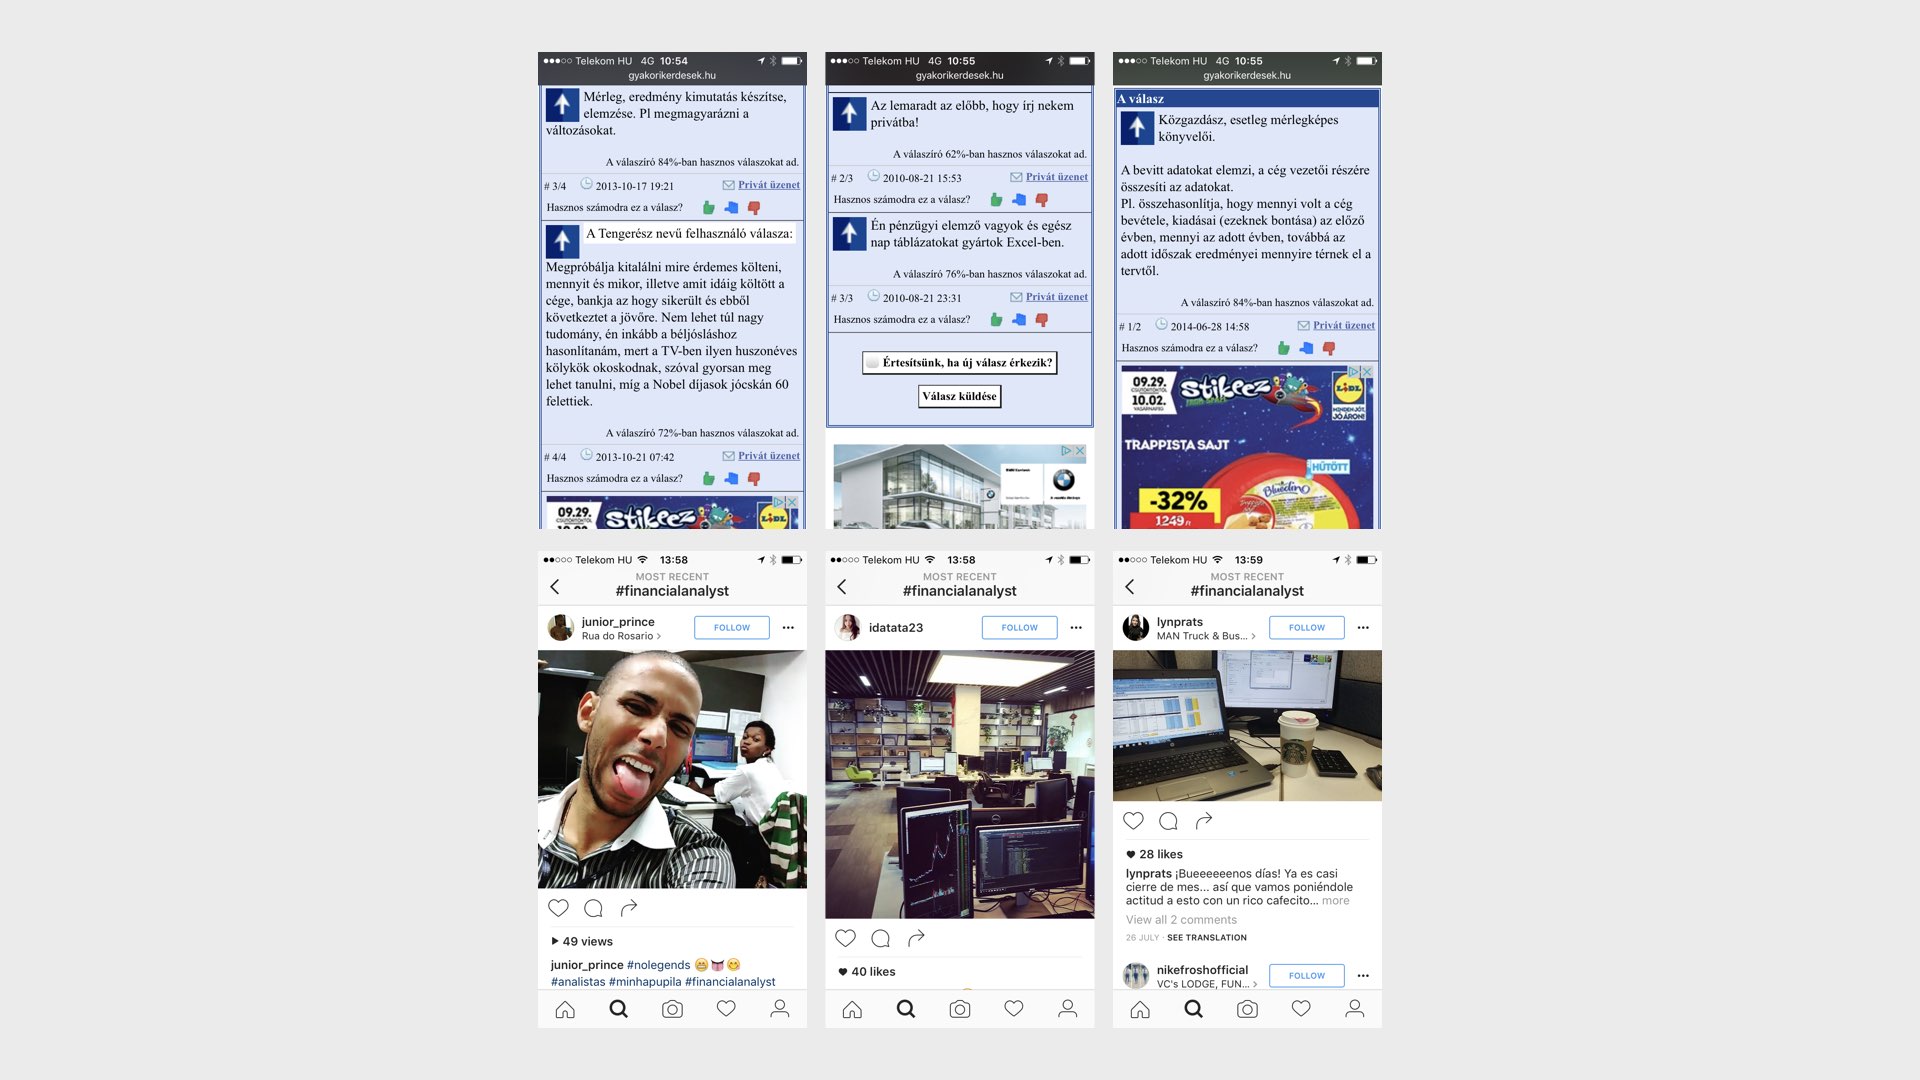 Telekom HU 4G 10:54
gyakorikerdesek.hu
Mérleg, eredmény kimutatás készítse,
elemzése. Pl megmagyarázni a
változásokat.
A válaszíró 84%-ban hasznos válaszokat ad.
# 3/4 2013-10-17 19:21 Privát üzenet
Hasznos számodra ez a válasz?
A Tengerész nevű felhasználó válasza:
Megpróbálja kitalálni mire érdemes költeni,
mennyit és mikor, illetve amit idáig költött a
cége, bankja az hogy sikerült és ebből
következtet a jövőre. Nem lehet túl nagy
tudomány, én inkább a béljósláshoz
hasonlítanám, mert a TV-ben ilyen huszonéves
kölykök okoskodnak, szóval gyorsan meg
lehet tanulni, míg a Nobel díjasok jócskán 60
felettiek.
A válaszíró 72%-ban hasznos válaszokat ad.
# 4/4 2013-10-21 07:42 Privát üzenet
Hasznos számodra ez a válasz?
09.29.
Stikeez
LIDL
10.02.
Telekom HU 4G 10:55
gyakorikerdesek.hu
Az lemaradt az előbb, hogy írj nekem
privátba!
A válaszíró 62%-ban hasznos válaszokat ad.
# 2/3 2010-08-21 15:53 Privát üzenet
Hasznos számodra ez a válasz?
Én pénzügyi elemző vagyok és egész
nap táblázatokat gyártok Excel-ben.
A válaszíró 76%-ban hasznos válaszokat ad.
# 3/3 2010-08-21 23:31 Privát üzenet
Hasznos számodra ez a válasz?
Értesítsünk, ha új válasz érkezik?
Válasz küldése
Telekom HU 4G 10:55
gyakorikerdesek.hu
A válasz
Közgazdász, esetleg mérlegképes
könyvelői.
A bevitt adatokat elemzi, a cég vezetői részére
összesíti az adatokat.
Pl. összehasonlítja, hogy mennyi volt a cég
bevétele, kiadásai (ezeknek bontása) az előző
évben, mennyi az adott évben, továbbá az
adott időszak eredményei mennyire térnek el a
tervtől.
A válaszíró 84%-ban hasznos válaszokat ad.
# 1/2 2014-06-28 14:58 Privát üzenet
Hasznos számodra ez a válasz?
09.29.
CSÜTÖRTÖKTŐL
10.02.
VASÁRNAPIG
Stikeez
LIDL
MINDEN JÓT,
JÓ ÁRON!
TRAPPISTA SAJT
HŰTÖTT
-32%
1249 Ft
Telekom HU 13:58
MOST RECENT
#financialanalyst
junior_prince
Rua do Rosario
FOLLOW
49 views
junior_prince #nolegends
#analistas #minhapupila #financialanalyst
Telekom HU 13:58
MOST RECENT
#financialanalyst
idatata23
FOLLOW
40 likes
Telekom HU 13:59
MOST RECENT
#financialanalyst
lynprats
MAN Truck & Bus...
FOLLOW
28 likes
lynprats ¡Bueeeeeenos días! Ya es casi
cierre de mes... así que vamos poniéndole
actitud a esto con un rico cafecito... more
View all 2 comments
26 JULY · SEE TRANSLATION
nikefroshofficial
VC's LODGE, FUN...
FOLLOW